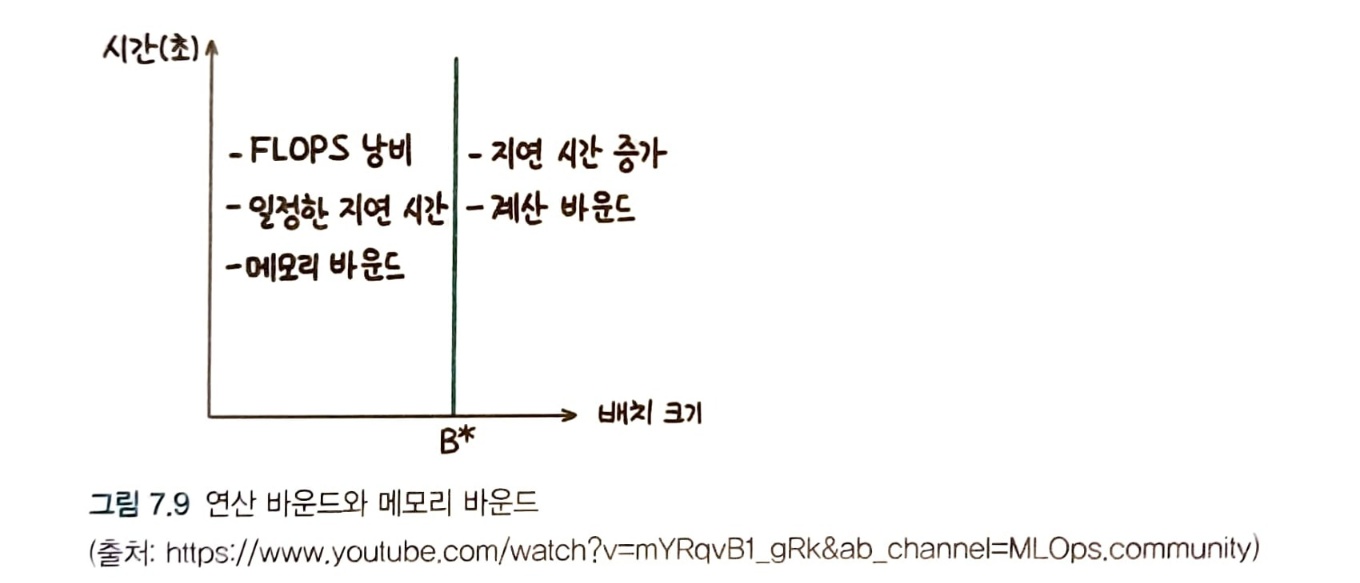 시간(초)
- FLOPS 낭비
- 일정한 지연 시간
- 메모리 바운드
- 지연 시간 증가
- 계산 바운드
배치 크기
B*
그림 7.9 연산 바운드와 메모리 바운드
(출처: https://www.youtube.com/watch?v=mYRqvB1_gRk&ab_channel=MLOps.community)